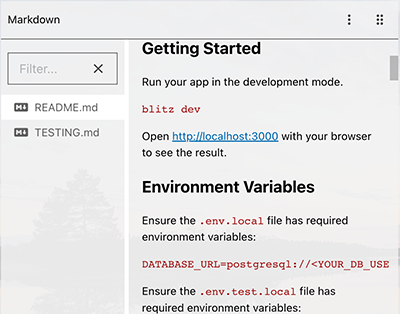 Markdown
Filter...
README.md
TESTING.md
Getting Started
Run your app in the development mode.
blitz dev
Open http://localhost:3000 with your browser
to see the result.
Environment Variables
Ensure the .env.local file has required
environment variables:
DATABASE_URL=postgresql://<YOUR_DB_USE
Ensure the .env.test.local file has
required environment variables: